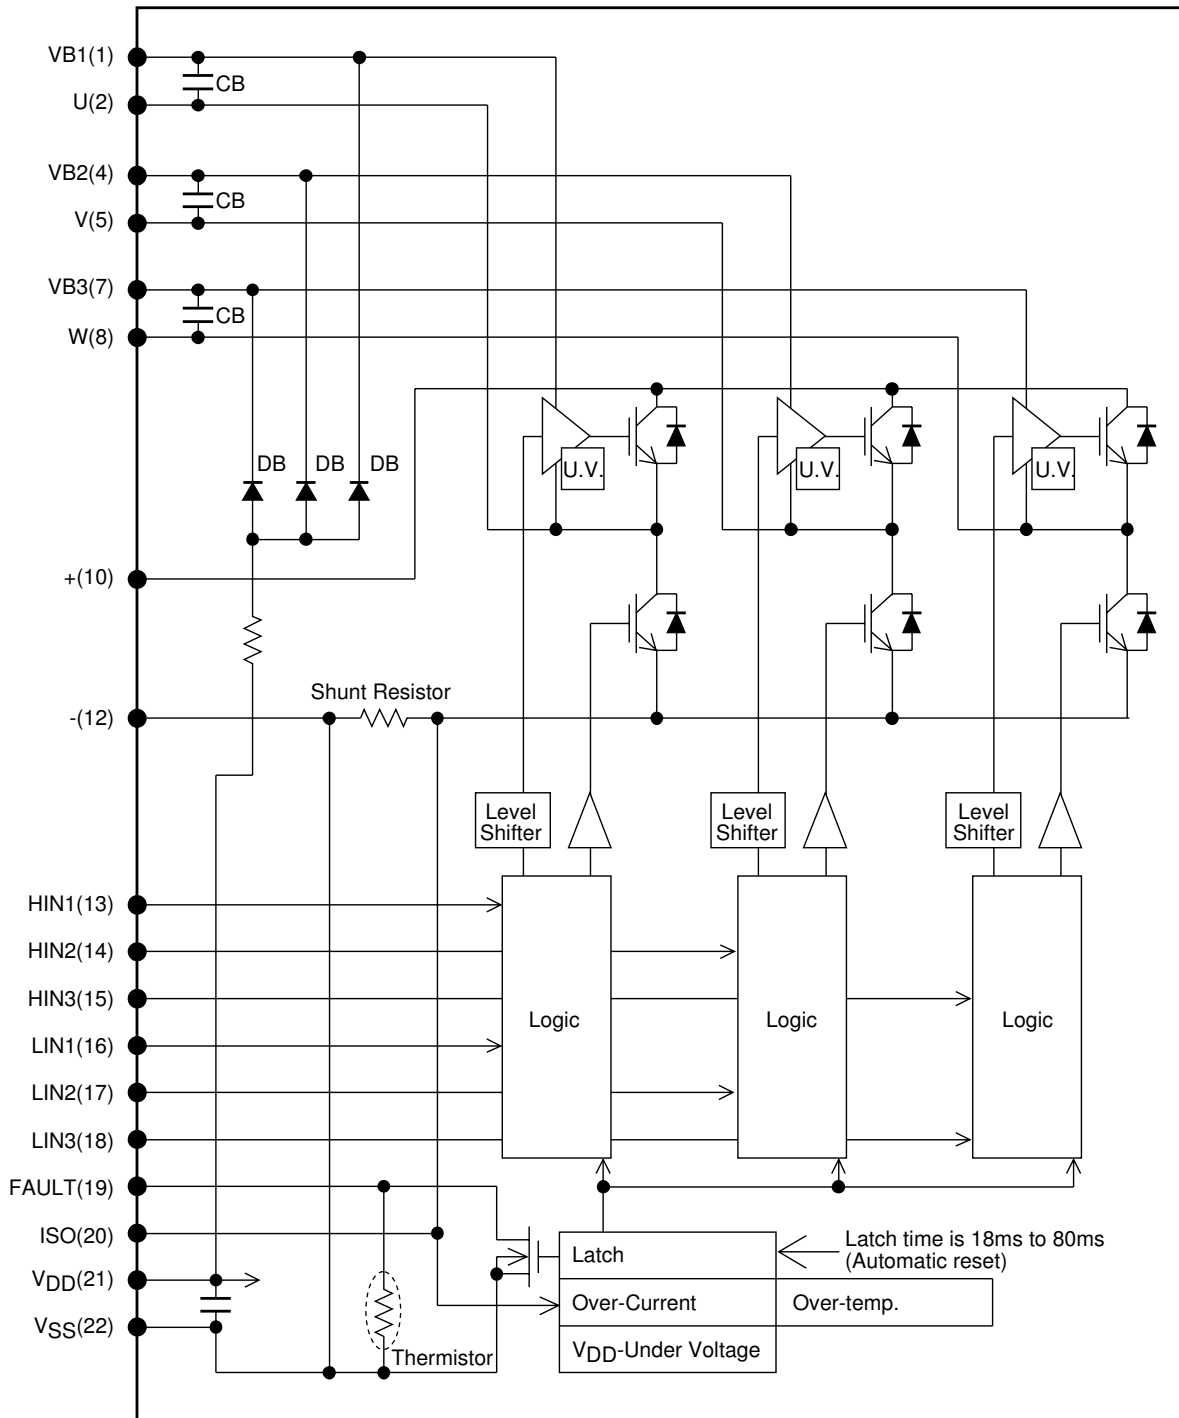 VB1(1)
CB
U(2)
VB2(4)
CB
V(5)
VB3(7)
CB
W(8)
DB DB DB
U.V. U.V. U.V.
+(10)
Shunt Resistor
-(12)
Level
Shifter
Level
Shifter
Level
Shifter
HIN1(13)
HIN2(14)
HIN3(15)
Logic Logic Logic
LIN1(16)
LIN2(17)
LIN3(18)
FAULT(19)
ISO(20)
Latch
Latch time is 18ms to 80ms
(Automatic reset)
VDD(21)
Over-Current
Over-temp.
VSS(22)
Thermistor
VDD-Under Voltage